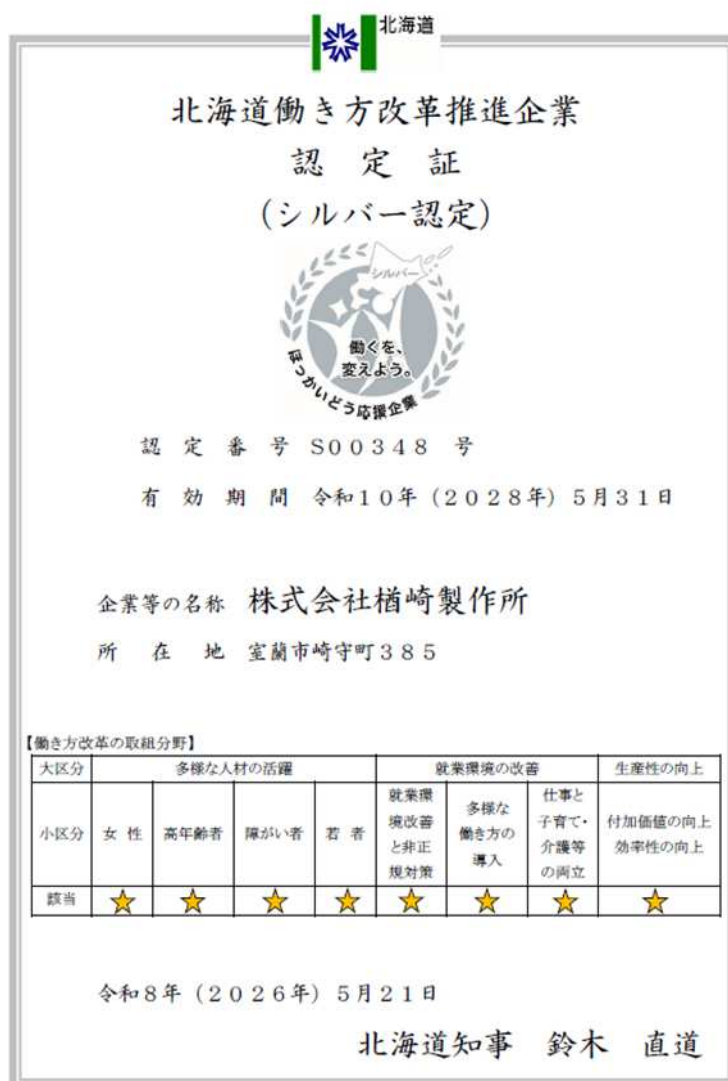 北海道
北海道働き方改革推進企業
認 定 証
（シルバー認定）
シルバー
働くを、
変えよう。
ほっかいどう応援企業
認 定 番 号 S00348 号
有 効 期 間 令和10年（2028年）5月31日
企業等の名称 株式会社楢崎製作所
所 在 地 室蘭市崎守町385
【働き方改革の取組分野】
大区分 多様な人材の活躍 就業環境の改善 生産性の向上
小区分 女 性 高年齢者 障がい者 若 者 就業環境改善と非正規対策 多様な働き方の導入 仕事と子育て・介護等の両立 付加価値の向上 効率性の向上
該当 ☆ ☆ ☆ ☆ ☆ ☆ ☆ ☆
令和8年（2026年）5月21日
北海道知事 鈴木 直道